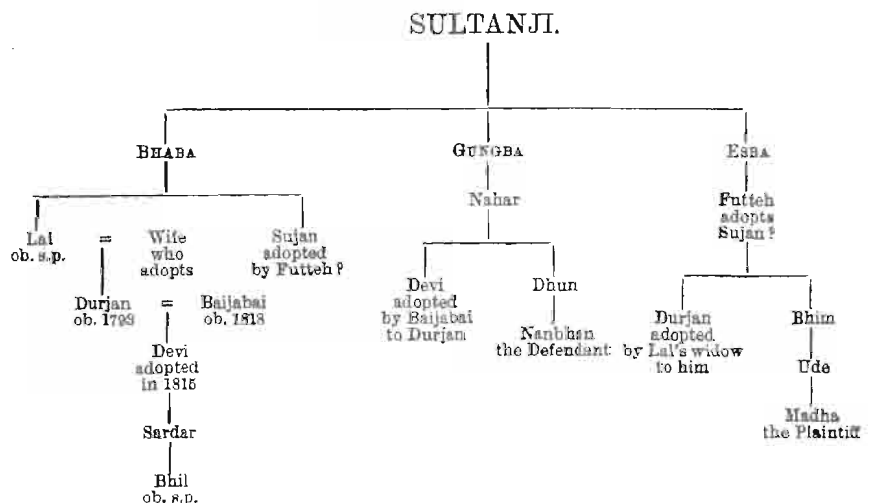 SULTANJI.
BHABA
GUNGBA
ESBA
Lal
ob. s.p.
=
Wife
who
adopts
Sujan
adopted
by Futteh?
Nahar
Futteh
adopts
Sujan?
Durjan
ob. 1793
=
Baijabai
ob. 1818
Devi
adopted
by Baijabai
to Durjan
Dhun
Nanbhan
the Defendant
Durjan
adopted
by Lal's widow
to him
Bhim
Ude
Madha
the Plaintiff
Devi
adopted
in 1815
Sardar
Bhil
ob. s.p.